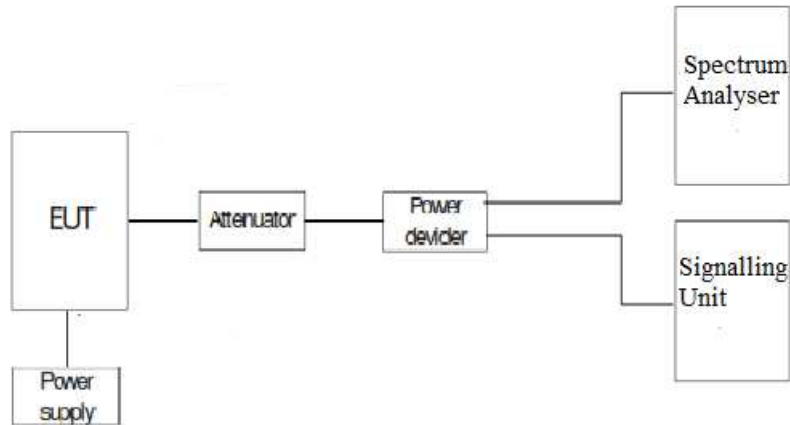 Spectrum
Analyser
EUT
Attenuator
Power
devider
Signalling
Unit
Power
supply